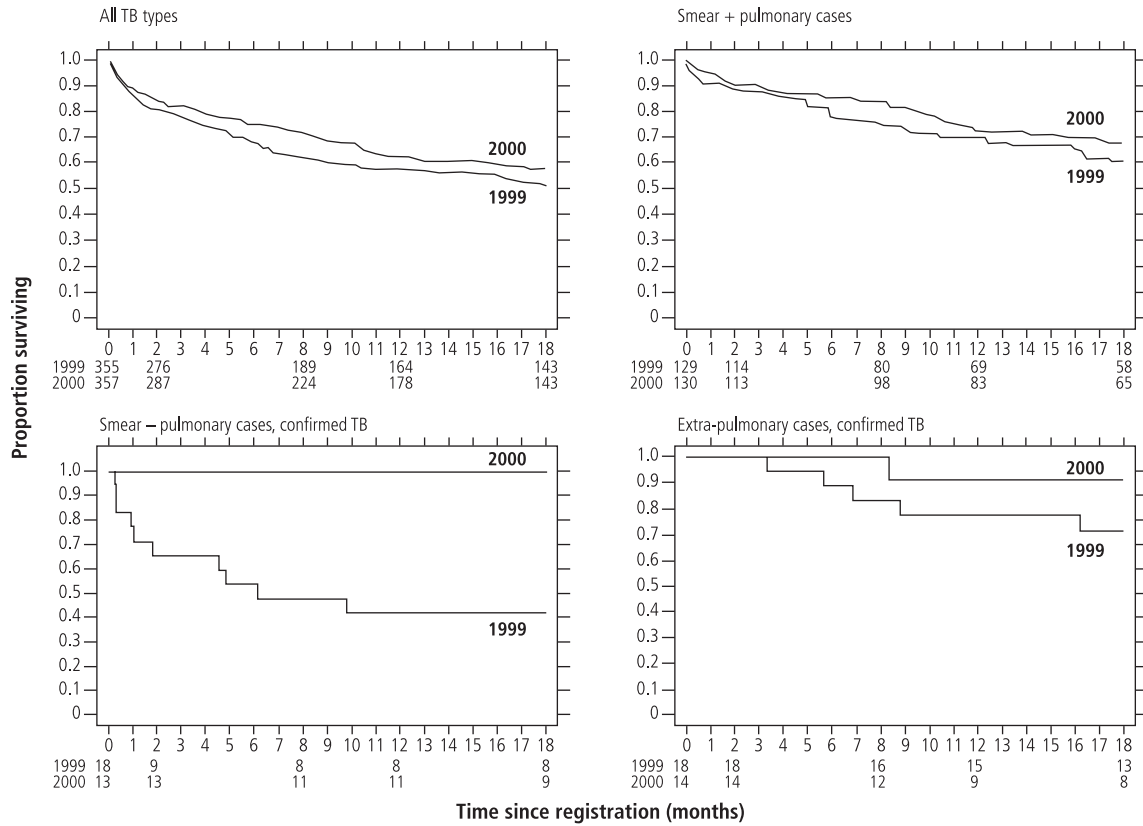 All TB types
1.0
0.9
0.8
0.7
0.6
0.5
0.4
0.3
0.2
0.1
0
2000
1999
0 1 2 3 4 5 6 7 8 9 10 11 12 13 14 15 16 17 18
1999 355 276 189 164 143
2000 357 287 224 178 143
Smear + pulmonary cases
1.0
0.9
0.8
0.7
0.6
0.5
0.4
0.3
0.2
0.1
0
2000
1999
0 1 2 3 4 5 6 7 8 9 10 11 12 13 14 15 16 17 18
1999 129 114 80 69 58
2000 130 113 98 83 65
Proportion surviving
Smear – pulmonary cases, confirmed TB
1.0
0.9
0.8
0.7
0.6
0.5
0.4
0.3
0.2
0.1
0
2000
1999
0 1 2 3 4 5 6 7 8 9 10 11 12 13 14 15 16 17 18
1999 18 9 8 8 8
2000 13 13 11 11 9
Extra-pulmonary cases, confirmed TB
1.0
0.9
0.8
0.7
0.6
0.5
0.4
0.3
0.2
0.1
0
2000
1999
0 1 2 3 4 5 6 7 8 9 10 11 12 13 14 15 16 17 18
1999 18 18 16 15 13
2000 14 14 12 9 8
Time since registration (months)